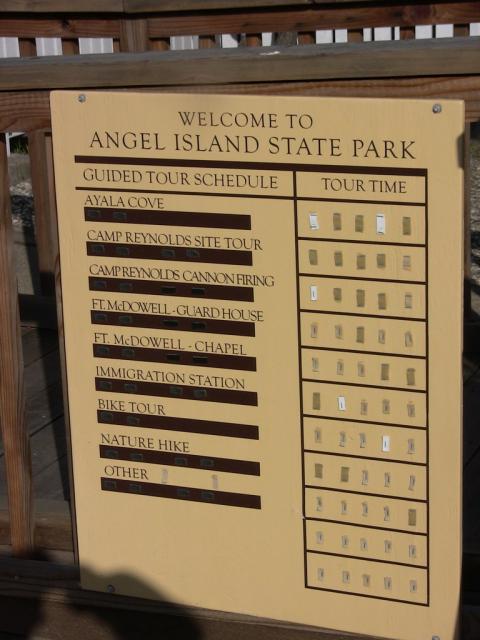 WELCOME TO
ANGEL ISLAND STATE PARK
GUIDED TOUR SCHEDULE
TOUR TIME
AYALA COVE
CAMP REYNOLDS SITE TOUR
CAMP REYNOLDS CANNON FIRING
FT. MCDOWELL - GUARD HOUSE
FT. MCDOWELL - CHAPEL
IMMIGRATION STATION
BIKE TOUR
NATURE HIKE
OTHER